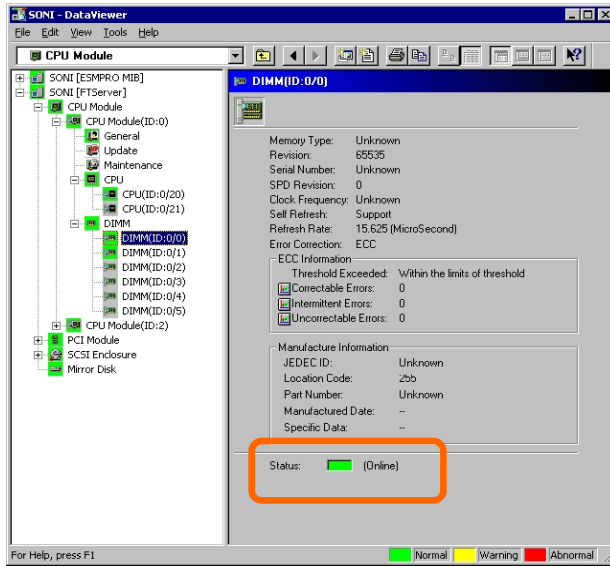 SONI - DataViewer
File Edit View Tools Help
CPU Module
SONI [ESMPRO MIB]
SONI [FTServer]
CPU Module
CPU Module(ID:0)
General
Update
Maintenance
CPU
CPU(ID:0/20)
CPU(ID:0/21)
DIMM
DIMM(ID:0/0)
DIMM(ID:0/1)
DIMM(ID:0/2)
DIMM(ID:0/3)
DIMM(ID:0/4)
DIMM(ID:0/5)
CPU Module(ID:2)
PCI Module
SCSI Enclosure
Mirror Disk
DIMM(ID:0/0)
Memory Type: Unknown
Revision: 65535
Serial Number: Unknown
SPD Revision: 0
Clock Frequency: Unknown
Self Refresh: Support
Refresh Rate: 15.625 (MicroSecond)
Error Correction: ECC
ECC Information
Threshold Exceeded: Within the limits of threshold
Correctable Errors: 0
Intermittent Errors: 0
Uncorrectable Errors: 0
Manufacture Information
JEDEC ID: Unknown
Location Code: 255
Part Number: Unknown
Manufactured Date: --
Specific Data: --
Status: (Online)
For Help, press F1
Normal Warning Abnormal